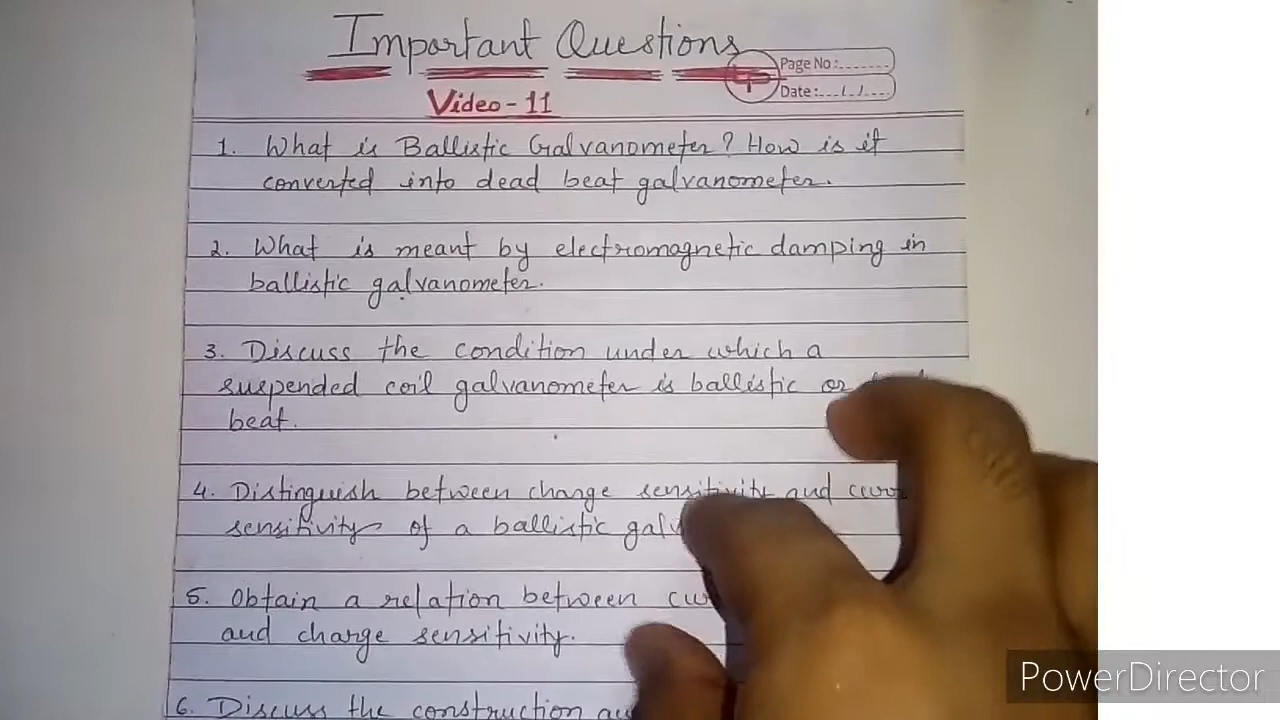 Important Questions
Page No:.......
Date:...../...../.....
Video-11
1. What is Ballistic Galvanometer? How is it
converted into dead beat galvanometer.
2. What is meant by electromagnetic damping in
ballistic galvanometer.
3. Discuss the condition under which a
suspended coil galvanometer is ballistic or
beat.
4. Distinguish between charge sensitivity and
sensitivity of a ballistic
5. Obtain a relation between
and charge sensitivity.
6. Discuss the construction
PowerDirector